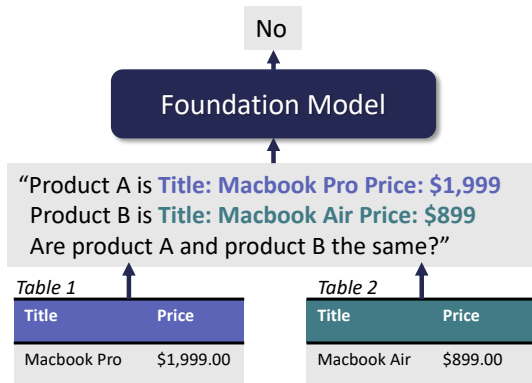 No
Foundation Model
“Product A is Title: Macbook Pro Price: $1,999
Product B is Title: Macbook Air Price: $899
Are product A and product B the same?”
Table 1
Title Price
Macbook Pro $1,999.00
Table 2
Title Price
Macbook Air $899.00